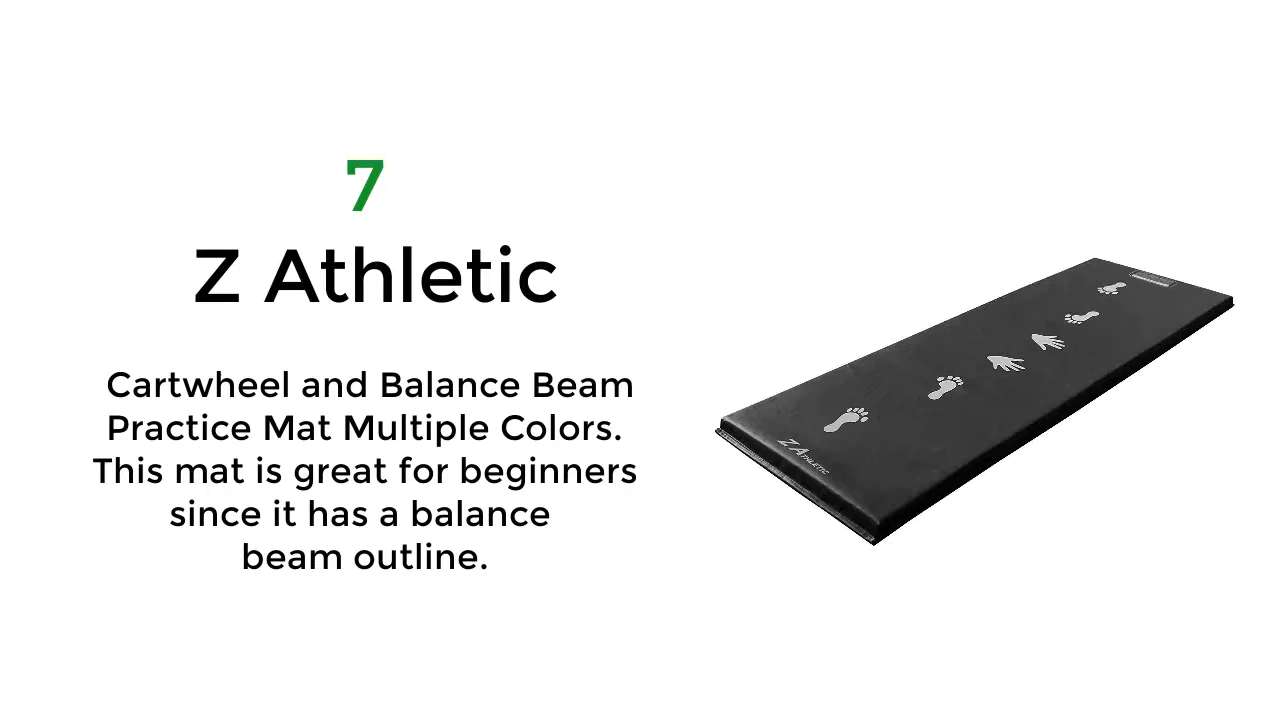 7
Z Athletic
Cartwheel and Balance Beam
Practice Mat Multiple Colors.
This mat is great for beginners
since it has a balance
beam outline.
Z ATHLETIC